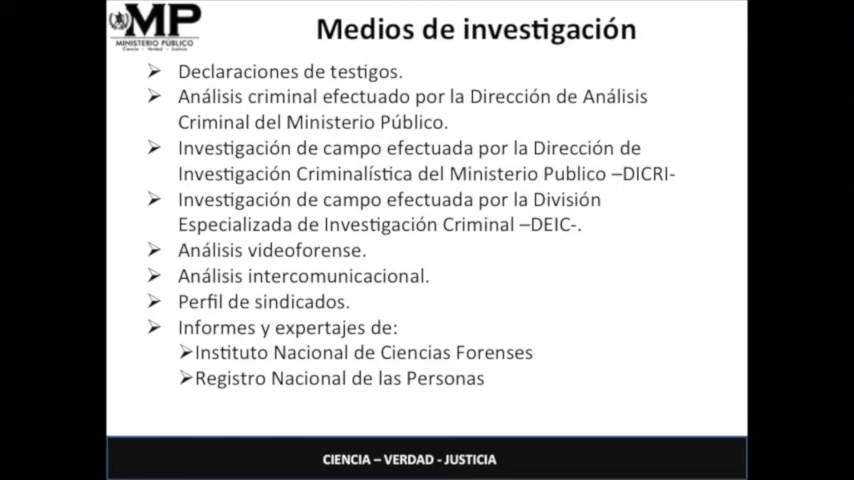 MP
MINISTERIO PÚBLICO
Ciencia - Verdad - Justicia
Medios de investigación
➢ Declaraciones de testigos.
➢ Análisis criminal efectuado por la Dirección de Análisis
Criminal del Ministerio Público.
➢ Investigación de campo efectuada por la Dirección de
Investigación Criminalística del Ministerio Publico –DICRI-
➢ Investigación de campo efectuada por la División
Especializada de Investigación Criminal –DEIC-.
➢ Análisis videoforense.
➢ Análisis intercomunicacional.
➢ Perfil de sindicados.
➢ Informes y expertajes de:
➢Instituto Nacional de Ciencias Forenses
➢Registro Nacional de las Personas
CIENCIA – VERDAD - JUSTICIA